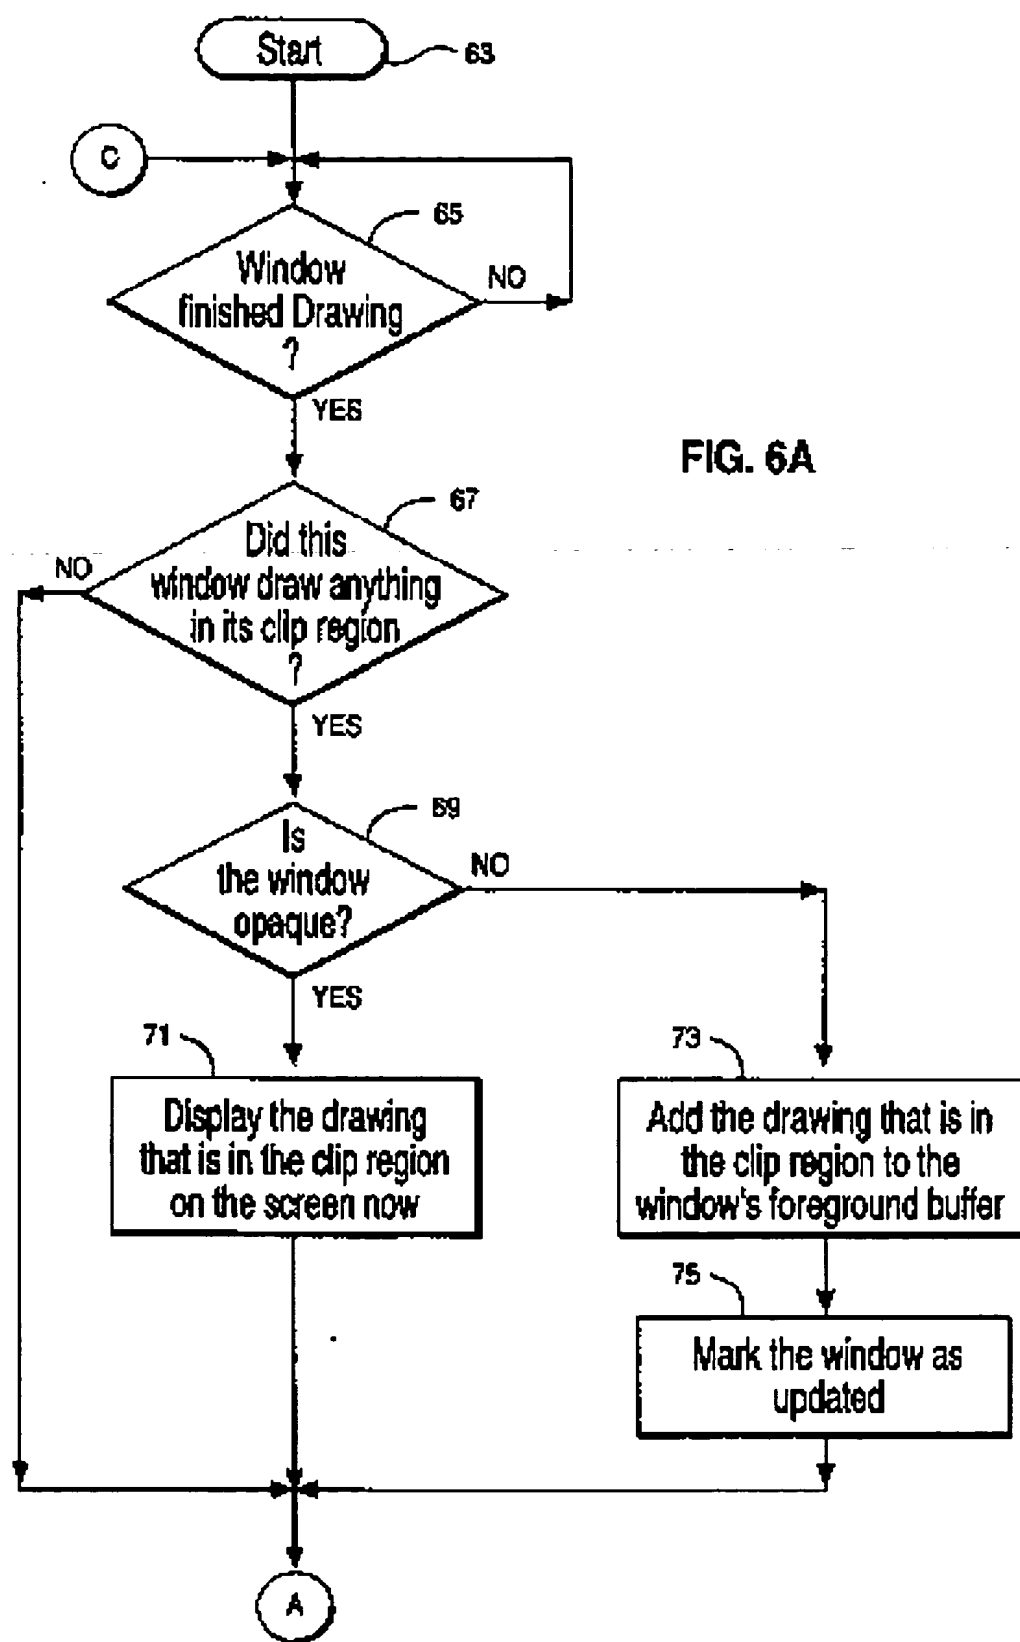 Start
63
C
65
Window
finished Drawing
?
NO
YES
FIG. 6A
67
Did this
window draw anything
in its clip region
?
NO
YES
69
Is
the window
opaque?
NO
YES
71
Display the drawing
that is in the clip region
on the screen now
73
Add the drawing that is in
the clip region to the
window's foreground buffer
75
Mark the window as
updated
A